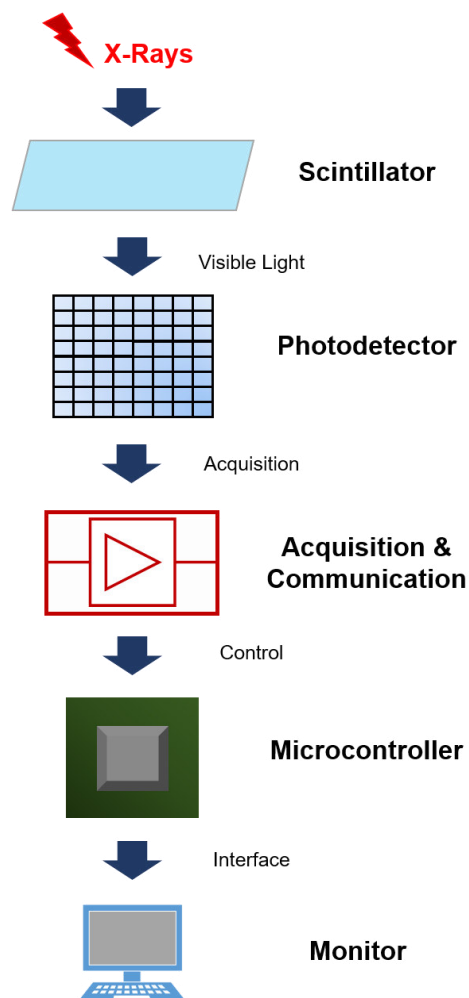 X-Rays
Scintillator
Visible Light
Photodetector
Acquisition
Acquisition &
Communication
Control
Microcontroller
Interface
Monitor